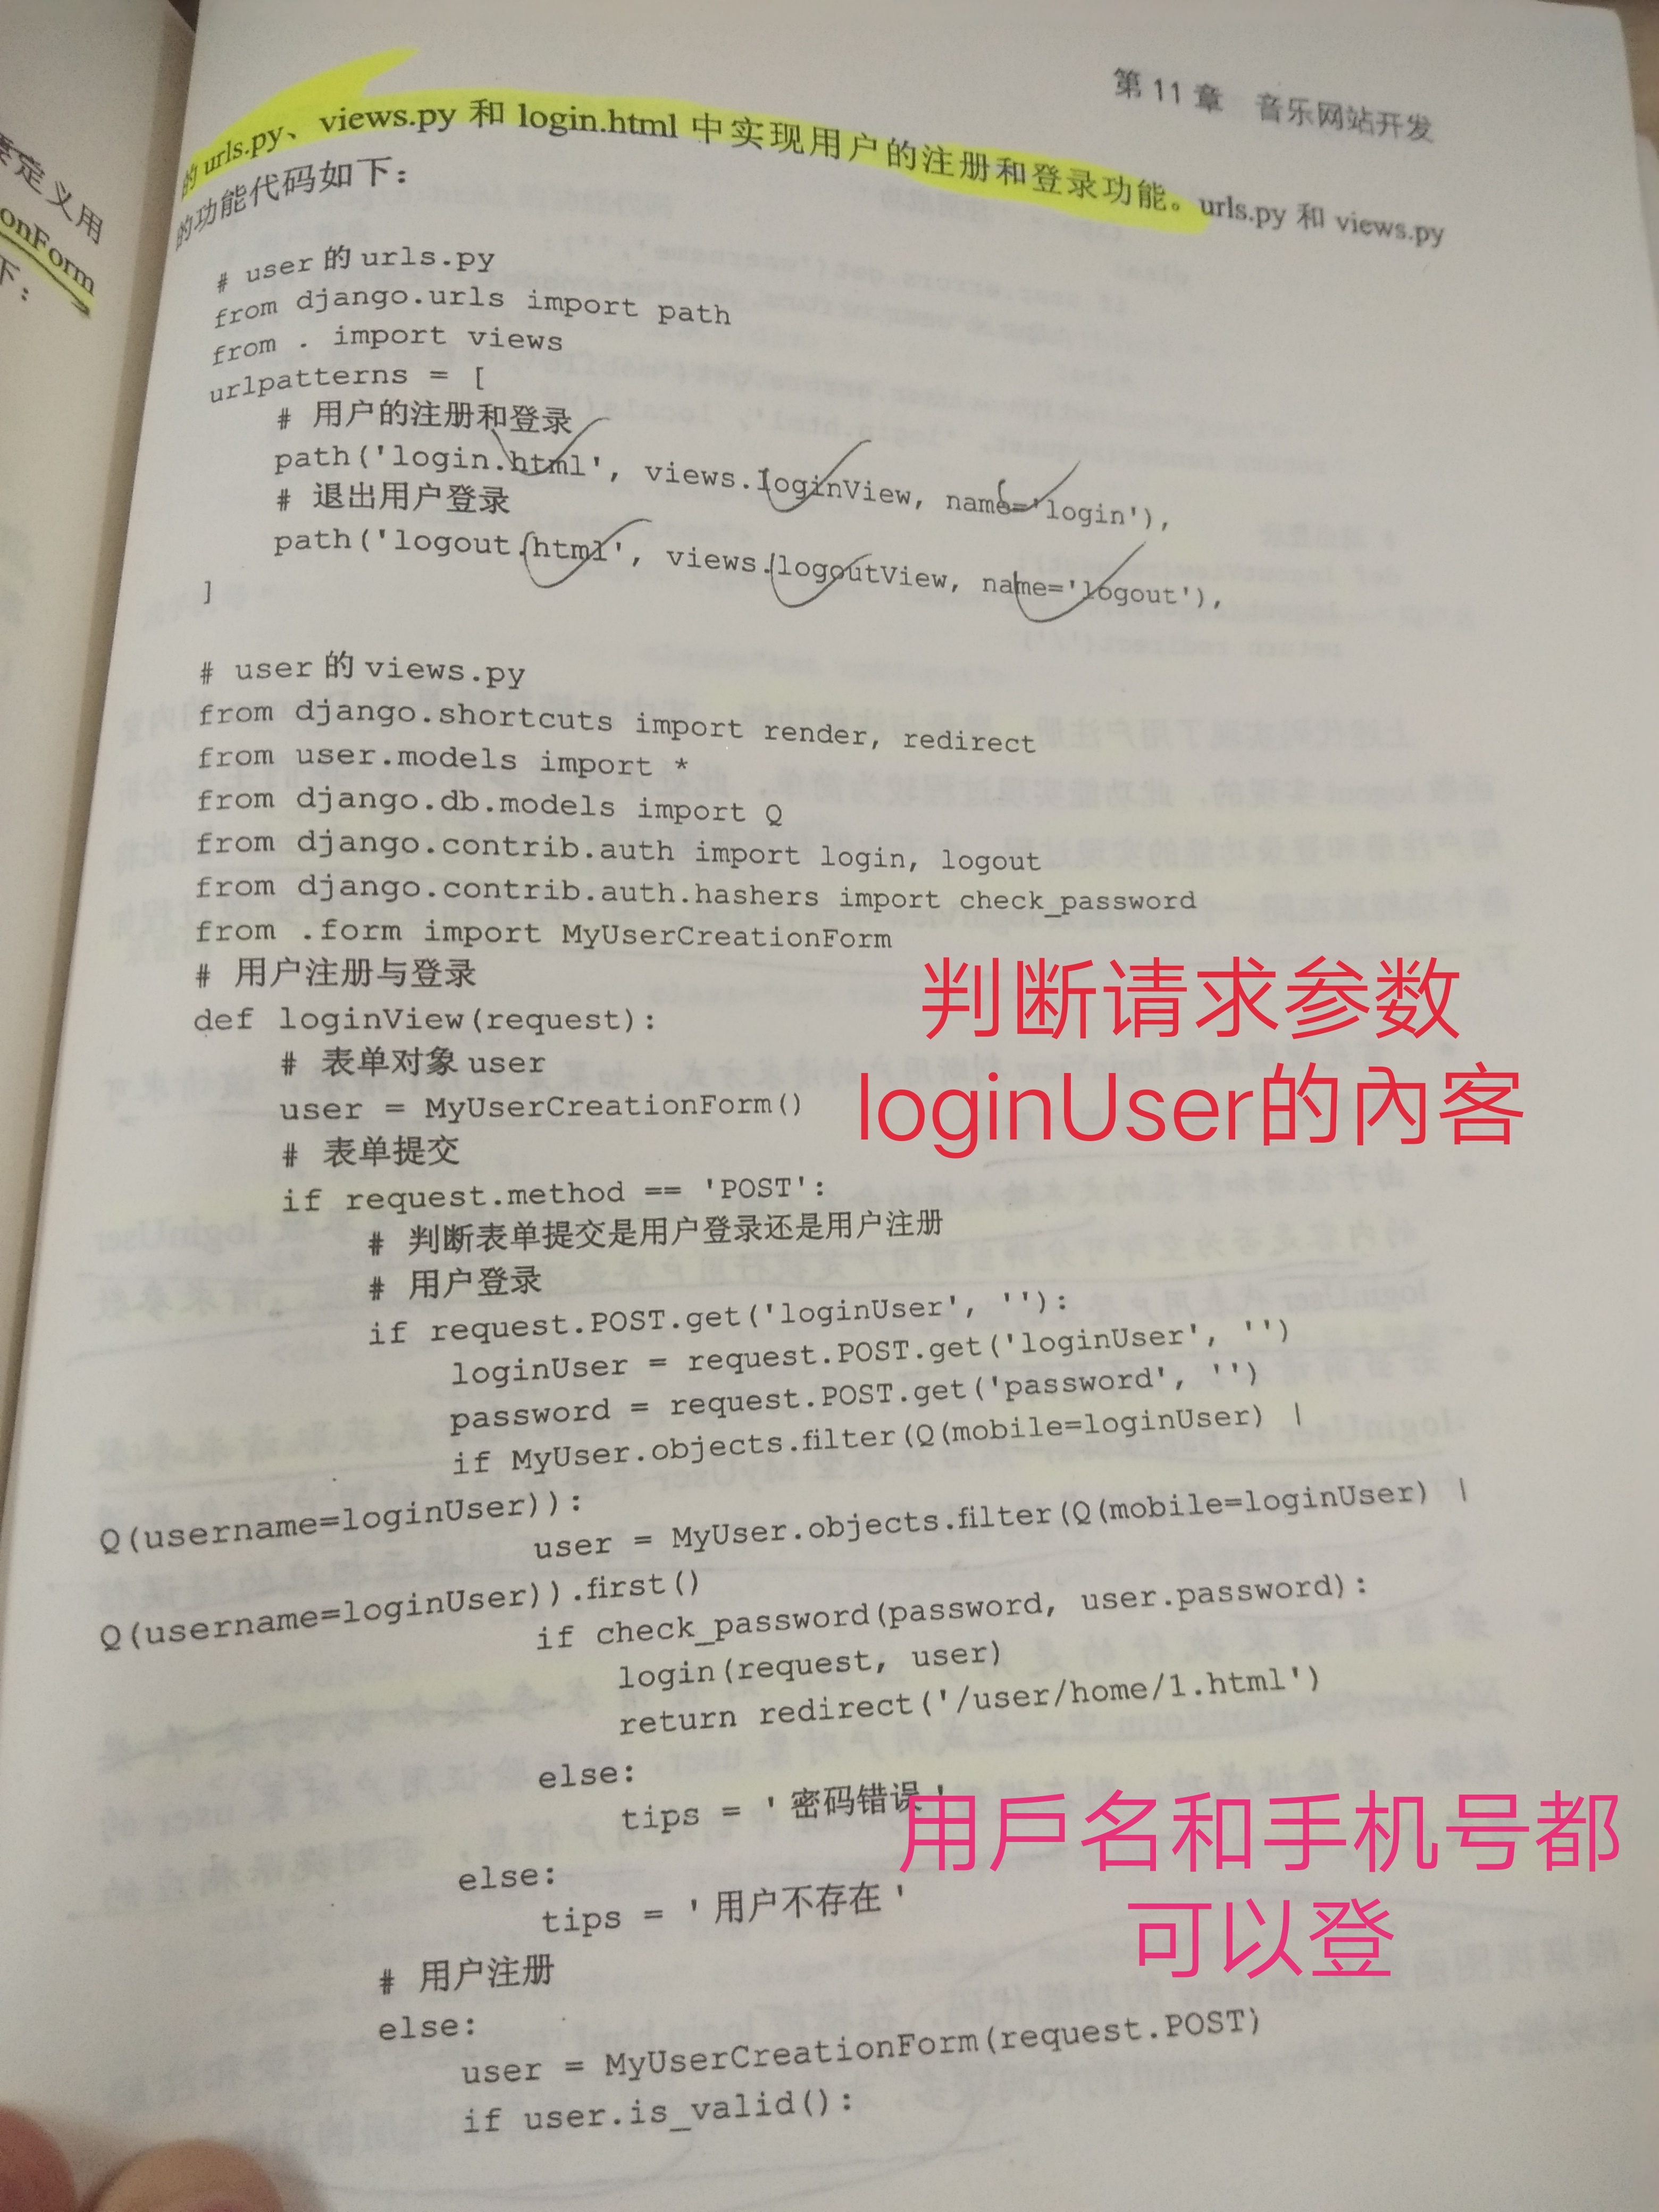 第 11 章 音乐网站开发
的 urls.py、views.py 和 login.html 中实现用户的注册和登录功能。urls.py 和 views.py
的功能代码如下：
定义用
onForm
下：
# user 的 urls.py
from django.urls import path
from . import views
urlpatterns = [
    # 用户的注册和登录
    path('login.html', views.loginView, name='login'),
    # 退出用户登录
    path('logout.html', views.logoutView, name='logout'),
]
# user 的 views.py
from django.shortcuts import render, redirect
from user.models import *
from django.db.models import Q
from django.contrib.auth import login, logout
from django.contrib.auth.hashers import check_password
from .form import MyUserCreationForm
# 用户注册与登录
def loginView(request):
    # 表单对象 user
    user = MyUserCreationForm()
    # 表单提交
    if request.method == 'POST':
        # 判断表单提交是用户登录还是用户注册
        # 用户登录
        if request.POST.get('loginUser', ''):
            loginUser = request.POST.get('loginUser', '')
            password = request.POST.get('password', '')
            if MyUser.objects.filter(Q(mobile=loginUser) |
Q(username=loginUser)):
                user = MyUser.objects.filter(Q(mobile=loginUser) |
Q(username=loginUser)).first()
                if check_password(password, user.password):
                    login(request, user)
                    return redirect('/user/home/1.html')
                else:
                    tips = '密码错误'
            else:
                tips = '用户不存在'
        # 用户注册
        else:
            user = MyUserCreationForm(request.POST)
            if user.is_valid():
判断请求参数
loginUser的內客
用戶名和手机号都
可以登